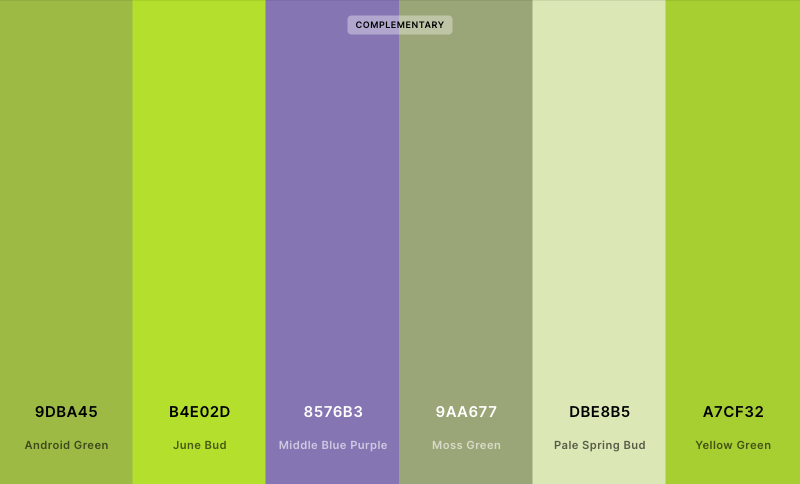 COMPLEMENTARY
9DBA45
Android Green
B4E02D
June Bud
8576B3
Middle Blue Purple
9AA677
Moss Green
DBE8B5
Pale Spring Bud
A7CF32
Yellow Green